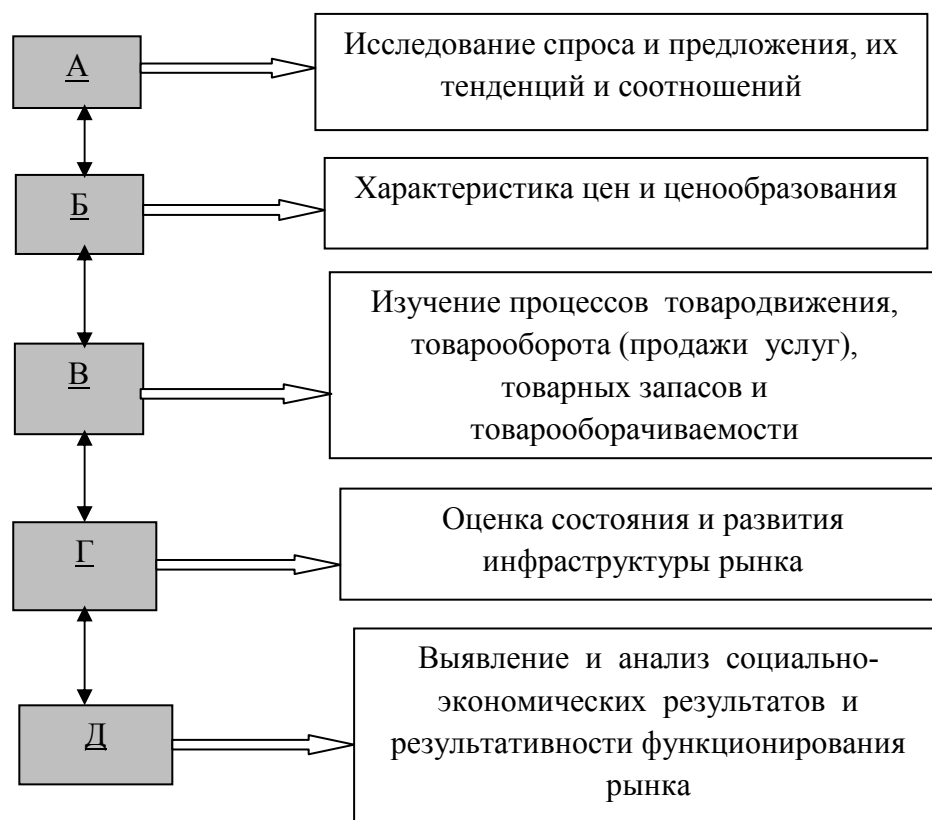 А
Исследование спроса и предложения, их
тенденций и соотношений
Б
Характеристика цен и ценообразования
В
Изучение процессов товародвижения,
товарооборота (продажи услуг),
товарных запасов и
товарооборачиваемости
Г
Оценка состояния и развития
инфраструктуры рынка
Д
Выявление и анализ социально-
экономических результатов и
результативности функционирования
рынка